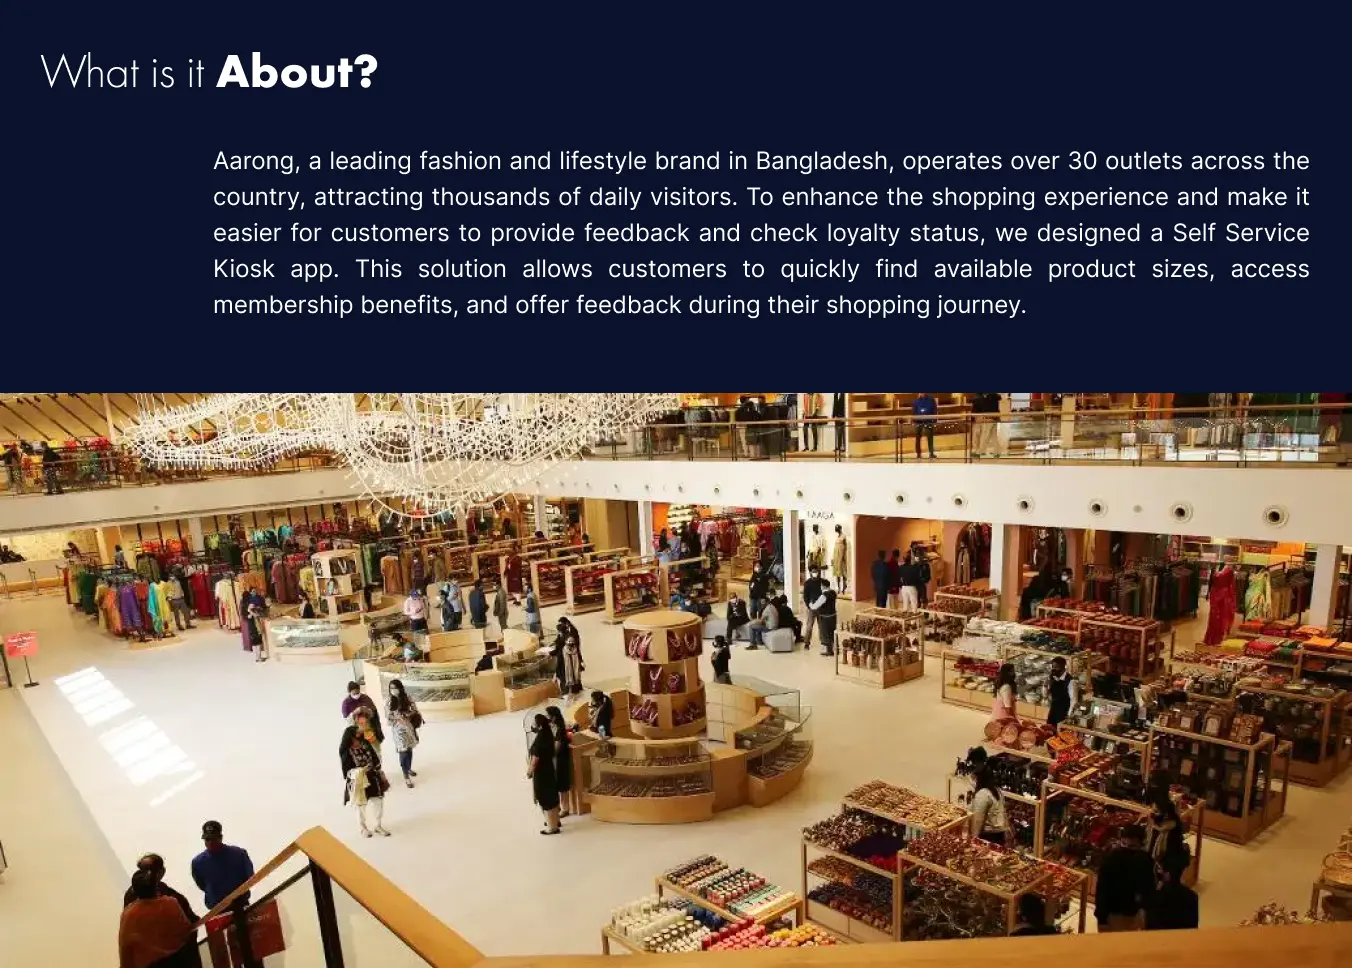 What is it About?
Aarong, a leading fashion and lifestyle brand in Bangladesh, operates over 30 outlets across the
country, attracting thousands of daily visitors. To enhance the shopping experience and make it
easier for customers to provide feedback and check loyalty status, we designed a Self Service
Kiosk app. This solution allows customers to quickly find available product sizes, access
membership benefits, and offer feedback during their shopping journey.